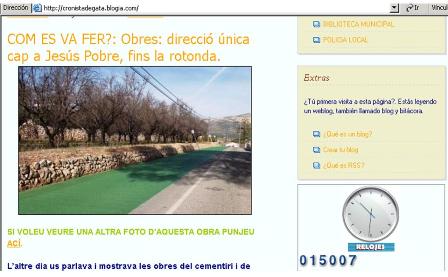 Dirección http://cronistadegata.blogia.com/ Ir Víncul
BIBLIOTECA MUNICIPAL
POLICIA LOCAL
COM ES VA FER?: Obres: direcció única
cap a Jesús Pobre, fins la rotonda.
Extras
¿Tú primera visita a esta página?. Estás leyendo
un weblog, también llamado blog y bitácora.
¿Qué es un blog?
Crear tu blog
¿Qué es RSS?
SI VOLEU VEURE UNA ALTRA FOTO D'AQUESTA OBRA PUNJEU
ACÍ.
L'altre dia us parlava i mostrava les obres del cementiri i de
RELOJES
015007